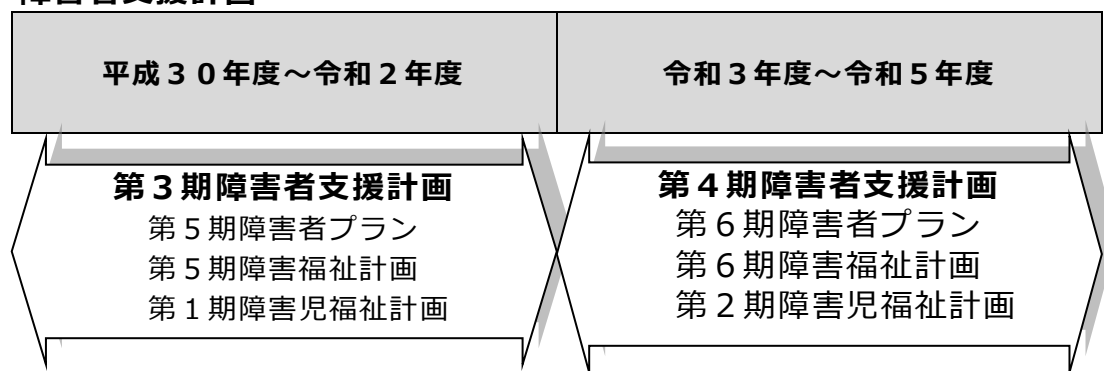 障害者支援計画
平成３０年度～令和２年度
令和３年度～令和５年度
第３期障害者支援計画
第５期障害者プラン
第５期障害福祉計画
第１期障害児福祉計画
第４期障害者支援計画
第６期障害者プラン
第６期障害福祉計画
第２期障害児福祉計画